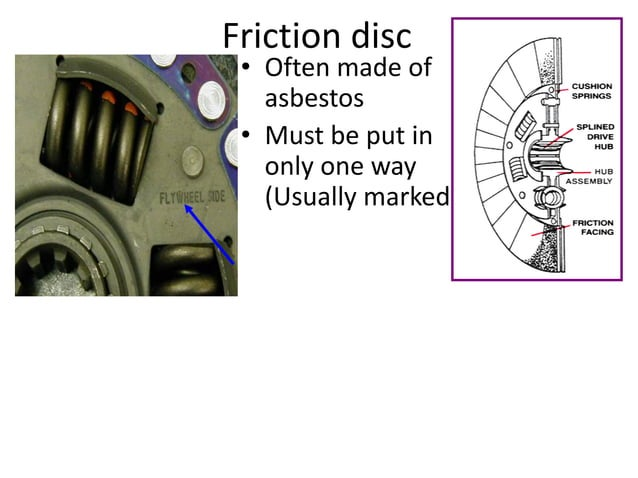 Friction disc
• Often made of
asbestos
• Must be put in
only one way
(Usually marked
FLYWHEEL SIDE
CUSHION
SPRINGS
SPLINED
DRIVE
HUB
HUB
ASSEMBLY
FRICTION
FACING